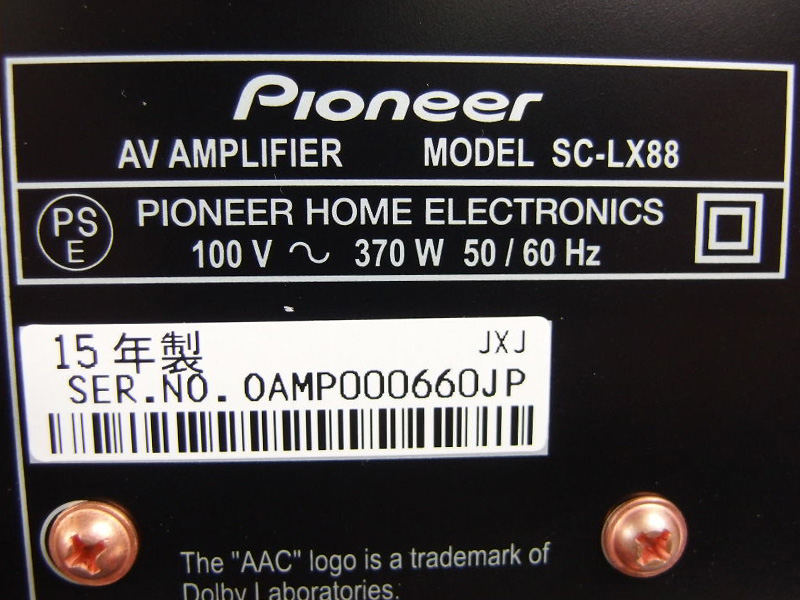 Pioneer
AV AMPLIFIER MODEL SC-LX88
PS
E
PIONEER HOME ELECTRONICS
100 V ~ 370 W 50 / 60 Hz
15年製 JXJ
SER.NO. 0AMP000660JP
The "AAC" logo is a trademark of
Dolby Laboratories.